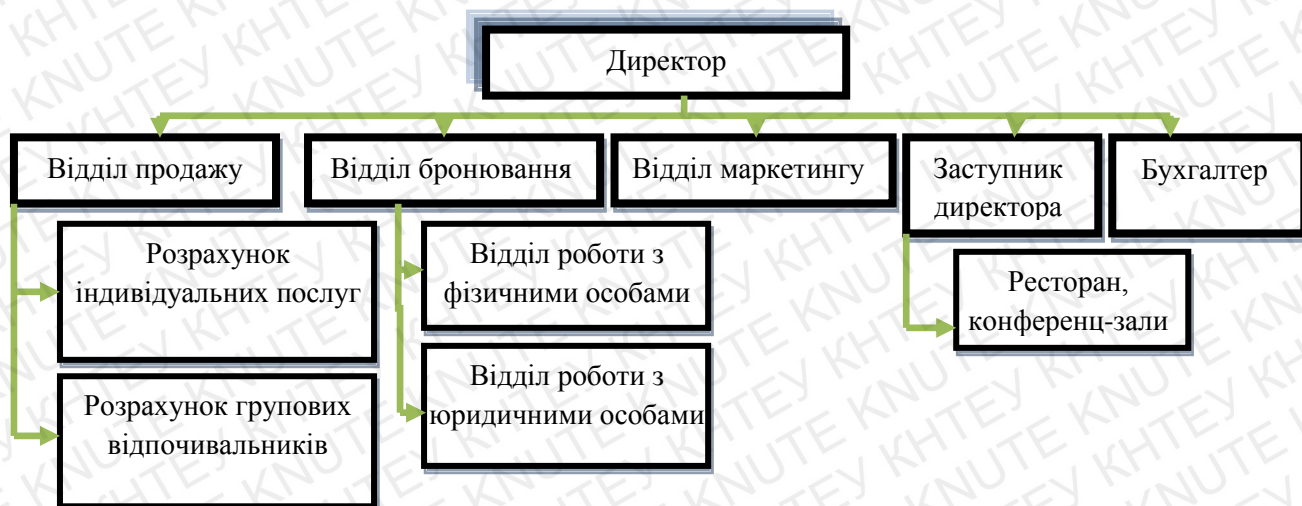 Директор
Відділ продажу
Відділ бронювання
Відділ маркетингу
Заступник
директора
Бухгалтер
Розрахунок
індивідуальних послуг
Розрахунок групових
відпочивальників
Відділ роботи з
фізичними особами
Відділ роботи з
юридичними особами
Ресторан,
конференц-зали